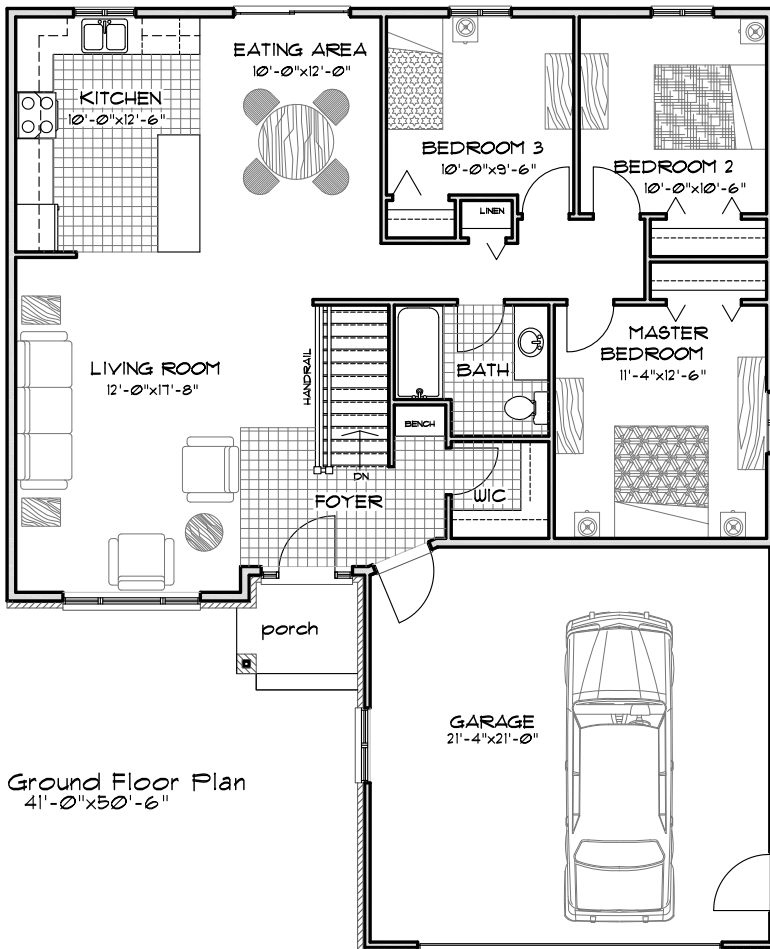 EATING AREA
10'-0"x12'-0"
KITCHEN
10'-0"x12'-6"
BEDROOM 3
10'-0"x9'-6"
BEDROOM 2
10'-0"x10'-6"
LINEN
LIVING ROOM
12'-0"x17'-8"
HANDRAIL
BATH
MASTER
BEDROOM
11'-4"x12'-6"
BENCH
DN
FOYER
WIC
porch
GARAGE
21'-4"x21'-0"
Ground Floor Plan
41'-0"x50'-6"